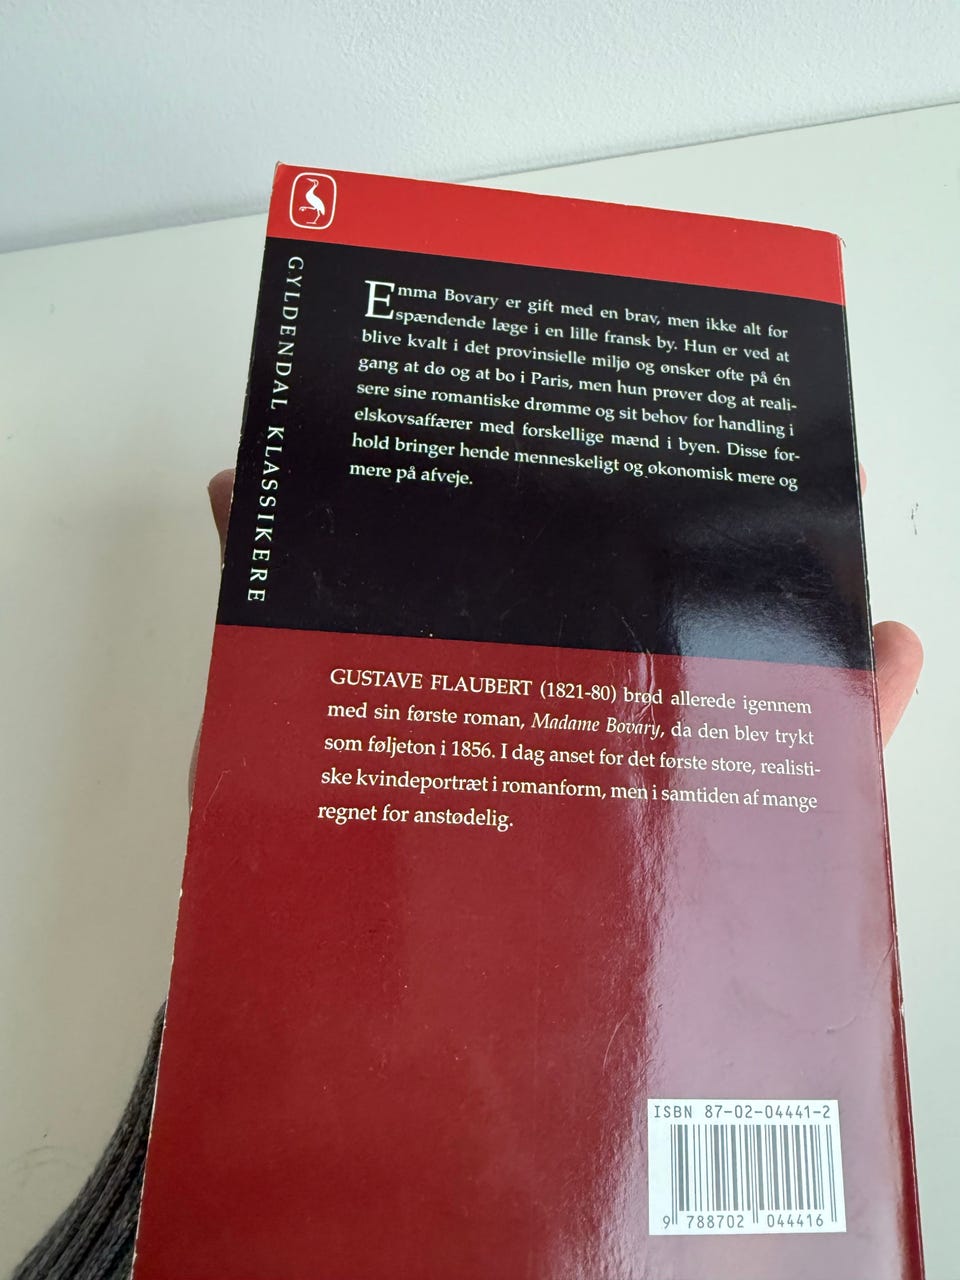 GYLDENDAL KLASSIKERE
Emma Bovary er gift med en brav, men ikke alt for
spændende læge i en lille fransk by. Hun er ved at
blive kvalt i det provinsielle miljø og ønsker ofte på én
gang at dø og at bo i Paris, men hun prøver dog at reali-
sere sine romantiske drømme og sit behov for handling i
elskovsaffærer med forskellige mænd i byen. Disse for-
hold bringer hende menneskeligt og økonomisk mere og
mere på afveje.
GUSTAVE FLAUBERT (1821-80) brød allerede igennem
med sin første roman, Madame Bovary, da den blev trykt
som føljeton i 1856. I dag anset for det første store, realisti-
ske kvindeportræt i romanform, men i samtiden af mange
regnet for anstødelig.
ISBN 87-02-04441-2
9 788702 044416